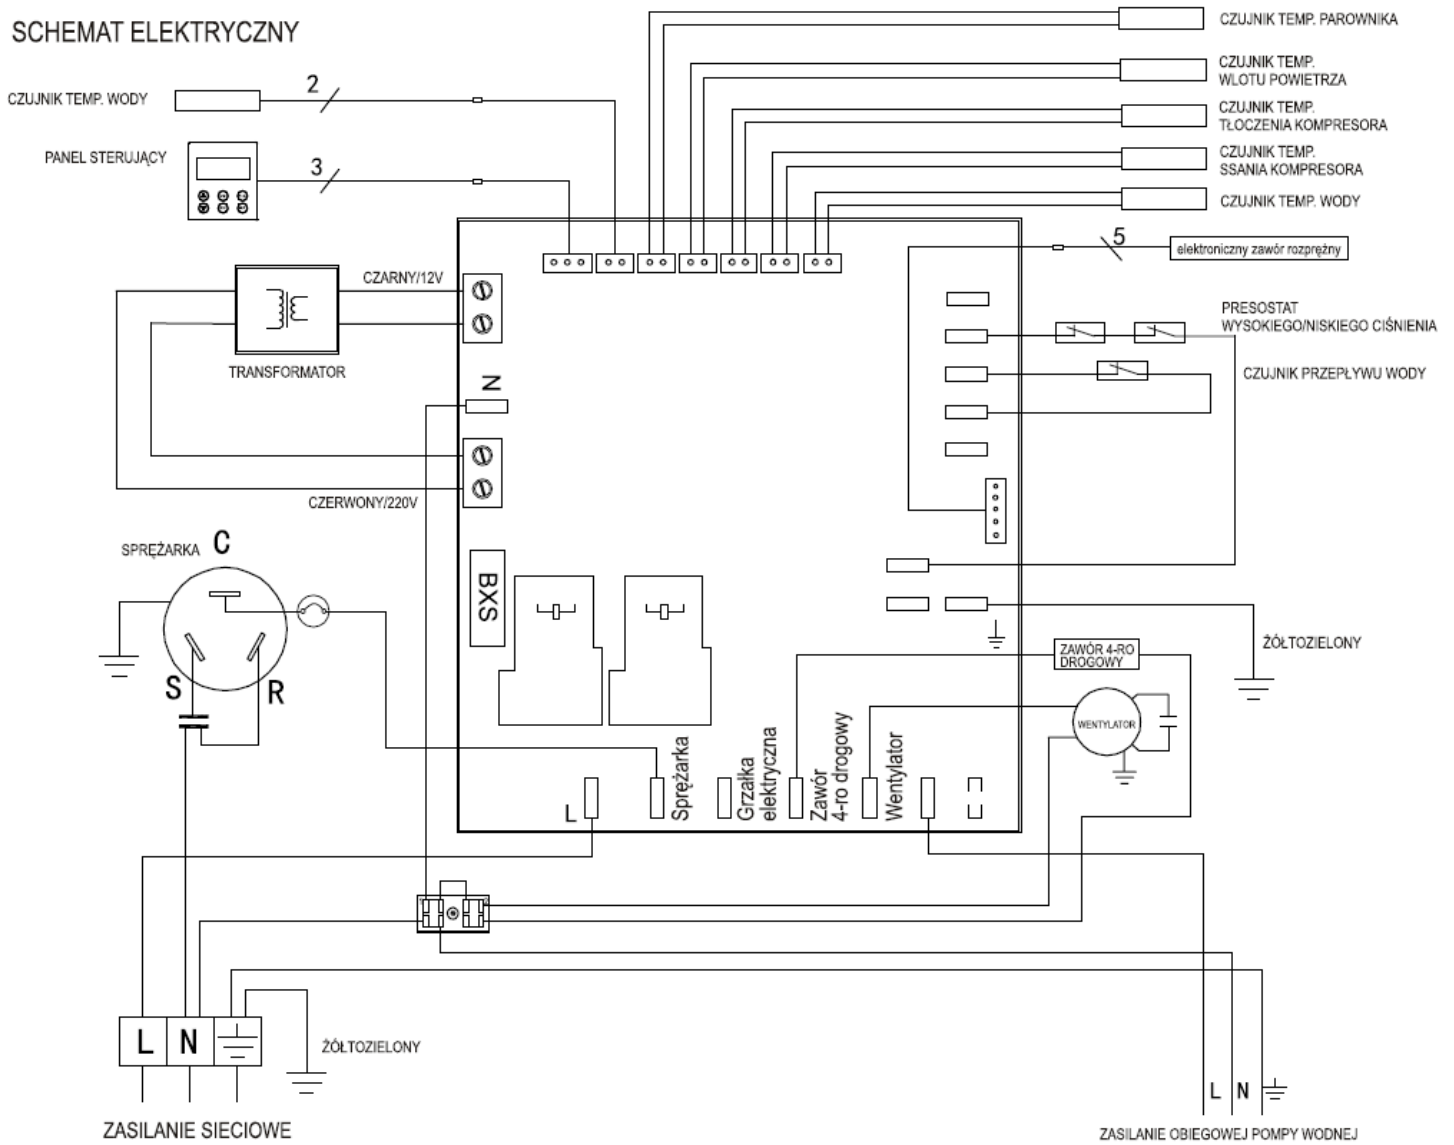 SCHEMAT ELEKTRYCZNY
CZUJNIK TEMP. PAROWNIKA
CZUJNIK TEMP.
WLOTU POWIETRZA
CZUJNIK TEMP. WODY
2
CZUJNIK TEMP.
TŁOCZENIA KOMPRESORA
PANEL STERUJĄCY
3
CZUJNIK TEMP.
SSANIA KOMPRESORA
CZUJNIK TEMP. WODY
5
elektroniczny zawór rozprężny
CZARNY/12V
TRANSFORMATOR
PRESOSTAT
WYSOKIEGO/NISKIEGO CIŚNIENIA
CZUJNIK PRZEPŁYWU WODY
N
CZERWONY/220V
SPRĘŻARKA
C
S
R
BXS
ŻÓŁTOZIELONY
ZAWÓR 4-RO
DROGOWY
WENTYLATOR
L
Sprężarka
Grzałka
elektryczna
Zawór
4-ro drogowy
Wentylator
L
N
ŻÓŁTOZIELONY
ZASILANIE SIECIOWE
L
N
ZASILANIE OBIEGOWEJ POMPY WODNEJ